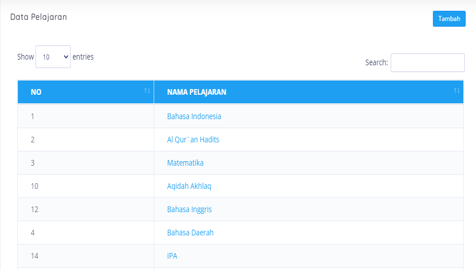 Data Pelajaran
Tambah
Show 10 entries
Search:
NO NAMA PELAJARAN
1 Bahasa Indonesia
2 Al Qur`an Hadits
3 Matematika
10 Aqidah Akhlaq
12 Bahasa Inggris
4 Bahasa Daerah
14 IPA